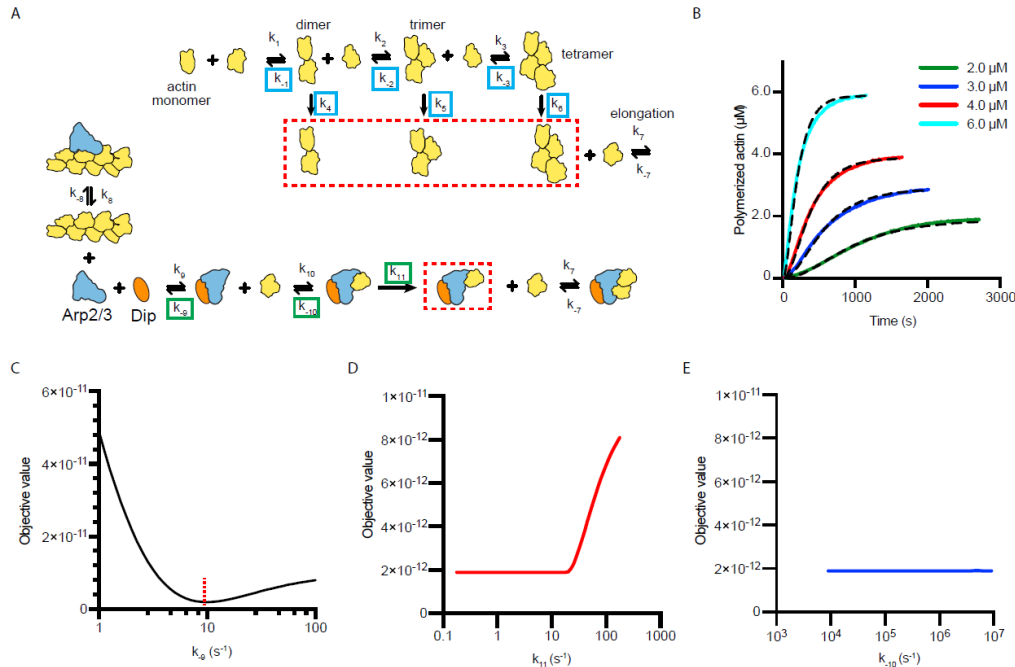 A
dimer
trimer
tetramer
k1
k-1
k2
k-2
k3
k-3
actin
monomer
k4
k5
k6
elongation
k7
k-7
k-8
k8
Arp2/3
Dip
k9
k-9
k10
k-10
k11
k7
k-7
B
Polymerized actin (µM)
6.0
4.0
2.0
0
0
1000
2000
3000
Time (s)
2.0 µM
3.0 µM
4.0 µM
6.0 µM
C
Objective value
6×10-11
4×10-11
2×10-11
0
1
10
100
k-9 (s-1)
D
Objective value
1×10-11
8×10-12
6×10-12
4×10-12
2×10-12
0
0.1
1
10
100
1000
k11 (s-1)
E
Objective value
1×10-11
8×10-12
6×10-12
4×10-12
2×10-12
0
103
104
105
106
107
k-10 (s-1)